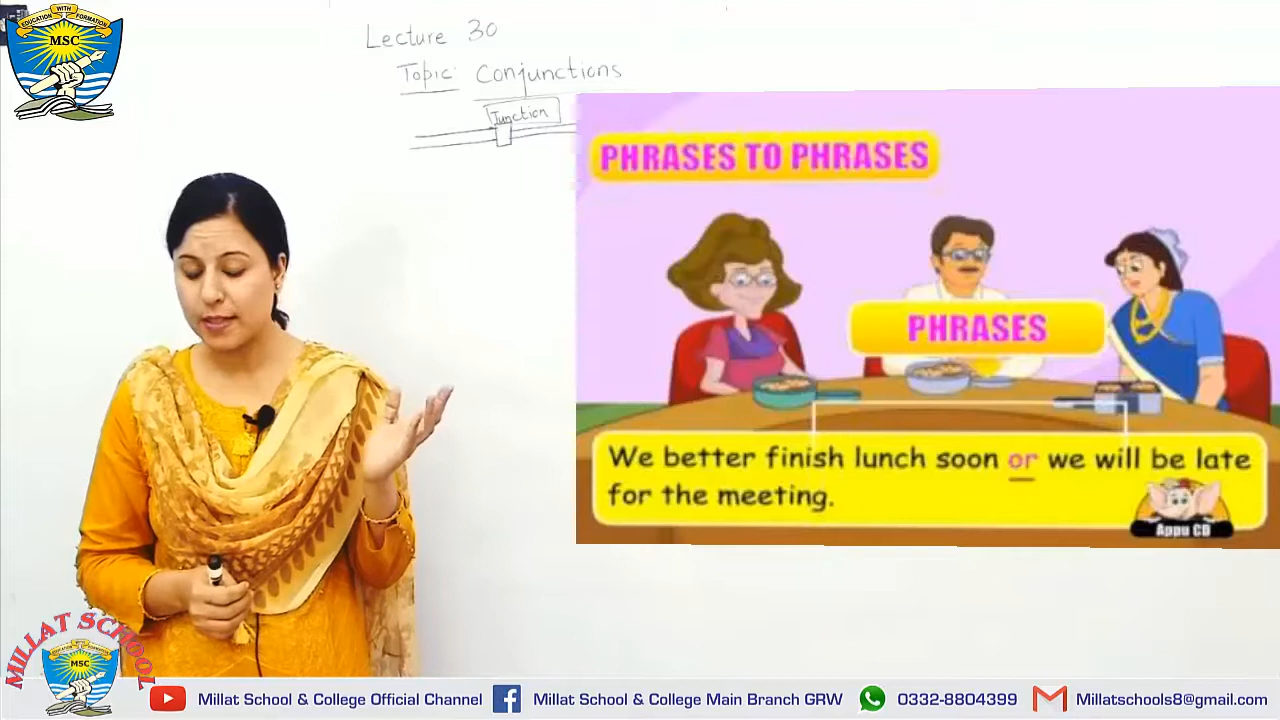 EDUCATION WITH FORMATION
MSC
Lecture 30
Topic: Conjunctions
Junction
PHRASES TO PHRASES
PHRASES
We better finish lunch soon or we will be late
for the meeting.
Appu CD
MILLAT SCHOOL
MSC
Millat School & College Official Channel
Millat School & College Main Branch GRW
0332-8804399
Millatschools8@gmail.com